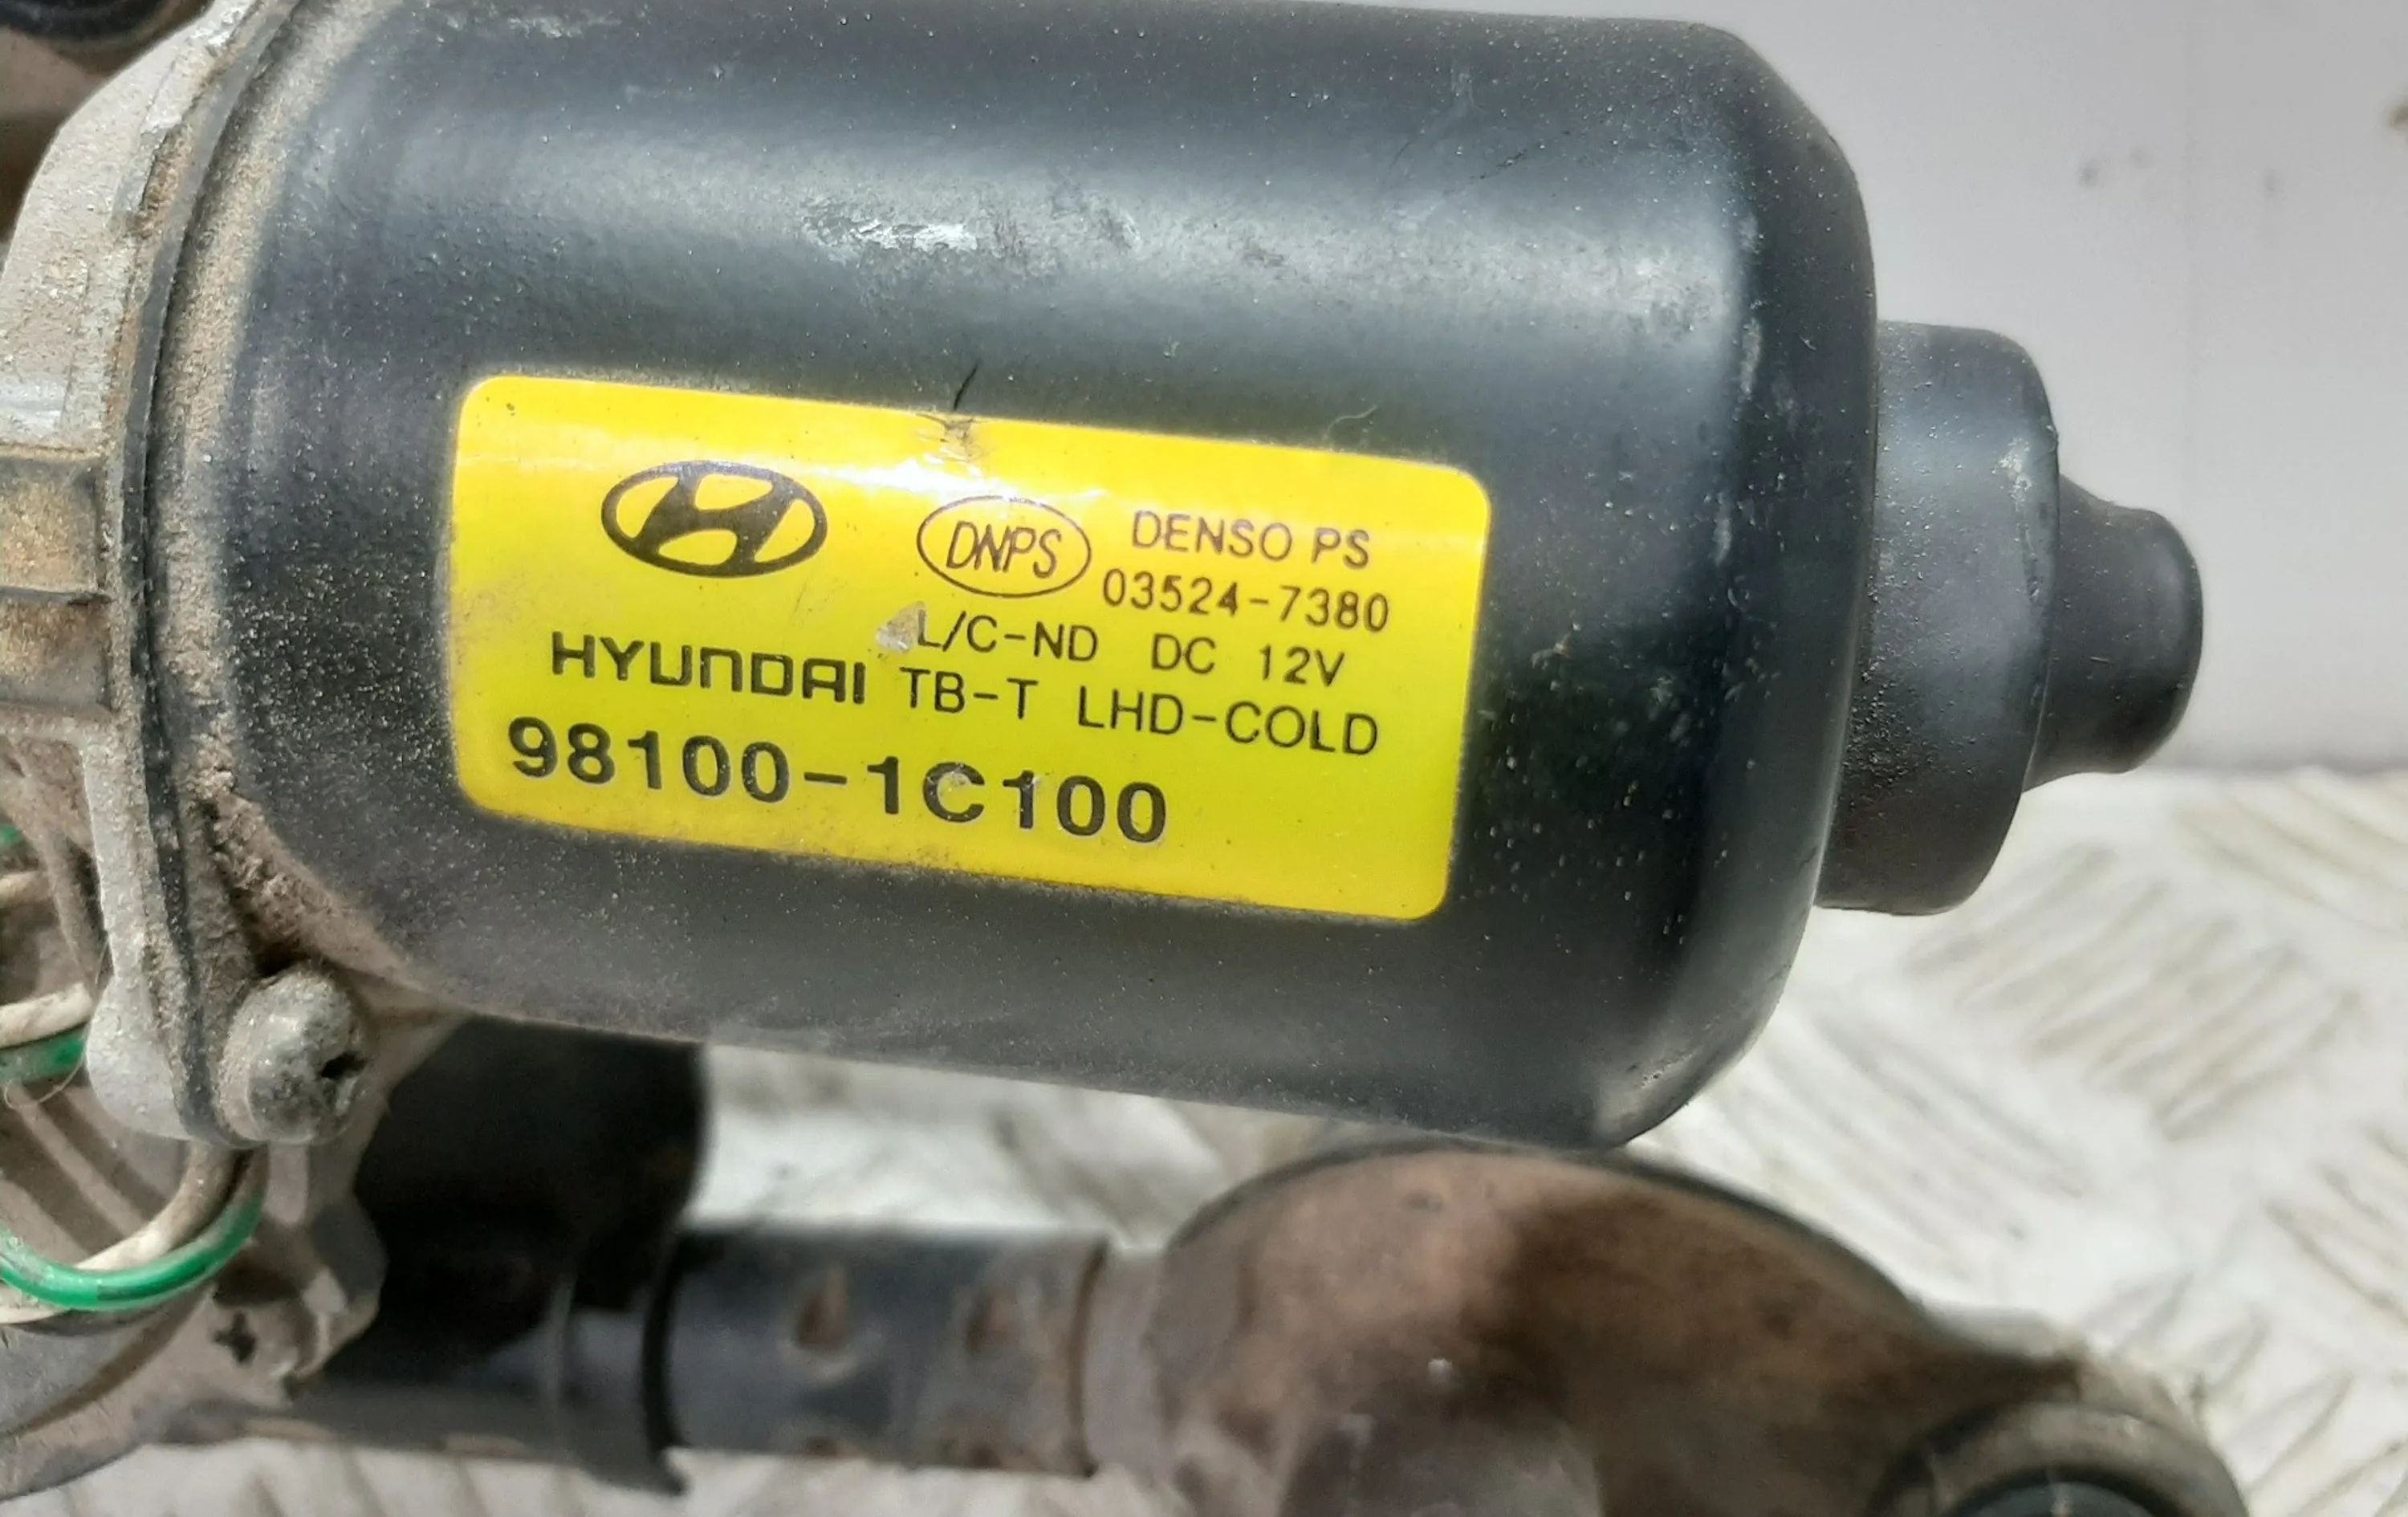 DNPS DENSO PS
03524-7380
L/C-ND DC 12V
HYUNDAI TB-T LHD-COLD
98100-1C100